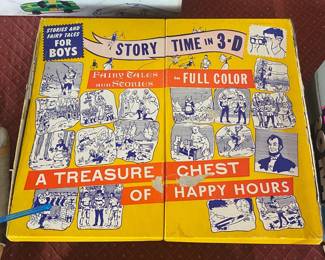 STORIES AND
FAIRY TALES
FOR
BOYS
STORY TIME IN 3-D
FAIRY TALES
AND STORIES
IN FULL COLOR
A TREASURE CHEST
OF HAPPY HOURS